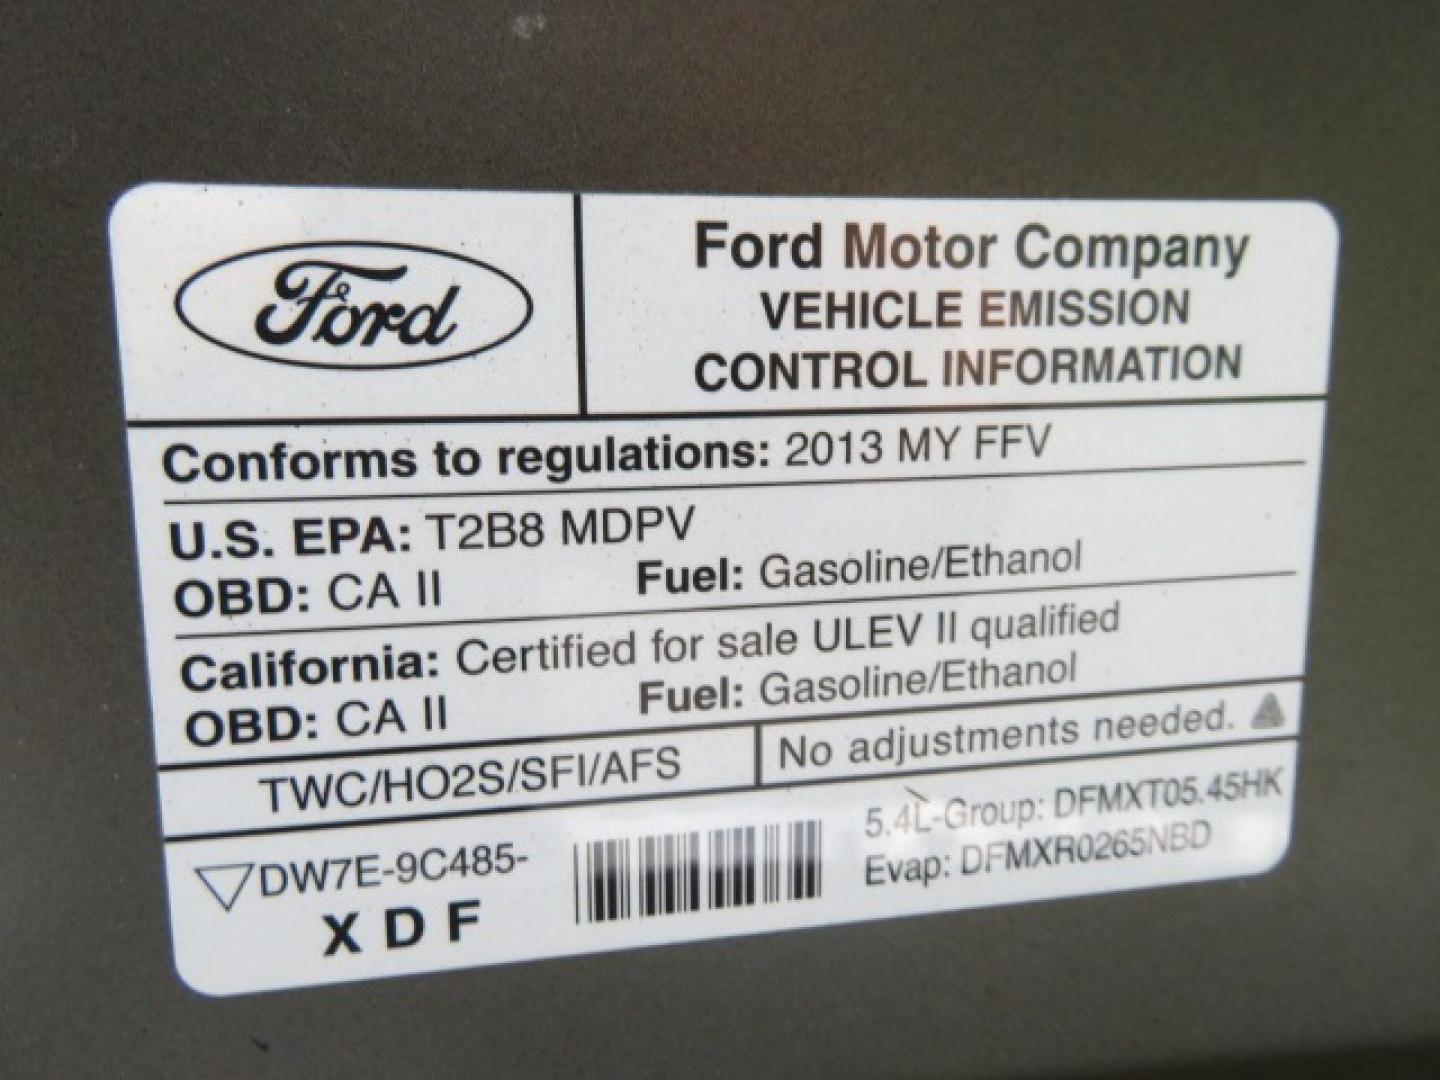 Ford
Ford Motor Company
VEHICLE EMISSION
CONTROL INFORMATION
Conforms to regulations: 2013 MY FFV
U.S. EPA: T2B8 MDPV
OBD: CA II Fuel: Gasoline/Ethanol
California: Certified for sale ULEV II qualified
OBD: CA II Fuel: Gasoline/Ethanol
TWC/HO2S/SFI/AFS
No adjustments needed.
DW7E-9C485-
X D F
5.4L-Group: DFMXT05.45HK
Evap: DFMXR0265NBD